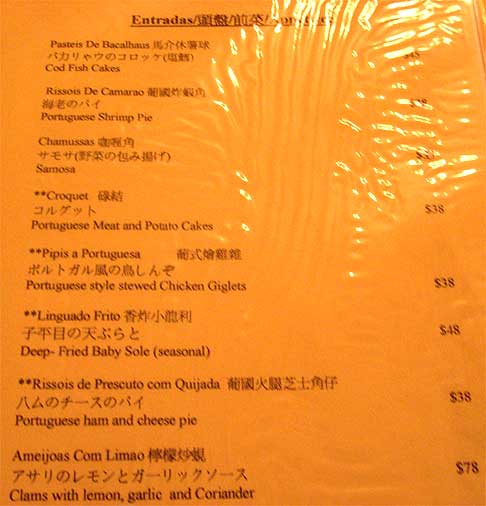 Entradas/頭盤/前菜/
Pasteis De Bacalhaus 馬介休薯球
バカリャウのコロッケ(塩鱈)
Cod Fish Cakes
Rissois De Camarao 葡國炸蝦角
海老のパイ
Portuguese Shrimp Pie
Chamussas 咖喱角
サモサ(野菜の包み揚げ)
Samosa
**Croquet 碌結
コルグット $38
Portuguese Meat and Potato Cakes
**Pipis a Portuguesa 葡式燴雞雜
ポルトガル風の鳥しんぞ
Portuguese style stewed Chicken Giglets $38
**Linguado Frito 香炸小龍利
子平目の天ぷらと $48
Deep- Fried Baby Sole (seasonal)
**Rissois de Prescuto com Quijada 葡國火腿芝士角仔
ハムのチースのパイ $38
Portuguese ham and cheese pie
Ameijoas Com Limao 檸檬炒蜆
アサリのレモンとガーリックソース $78
Clams with lemon, garlic and Coriander